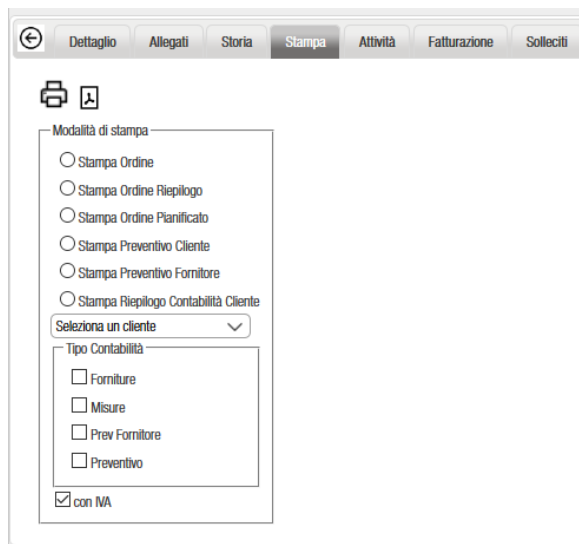 Dettaglio Allegati Storia Stampa Attività Fatturazione Solleciti
Modalità di stampa
Stampa Ordine
Stampa Ordine Riepilogo
Stampa Ordine Pianificato
Stampa Preventivo Cliente
Stampa Preventivo Fornitore
Stampa Riepilogo Contabilità Cliente
Seleziona un cliente
Tipo Contabilità
Forniture
Misure
Prev Fornitore
Preventivo
con IVA